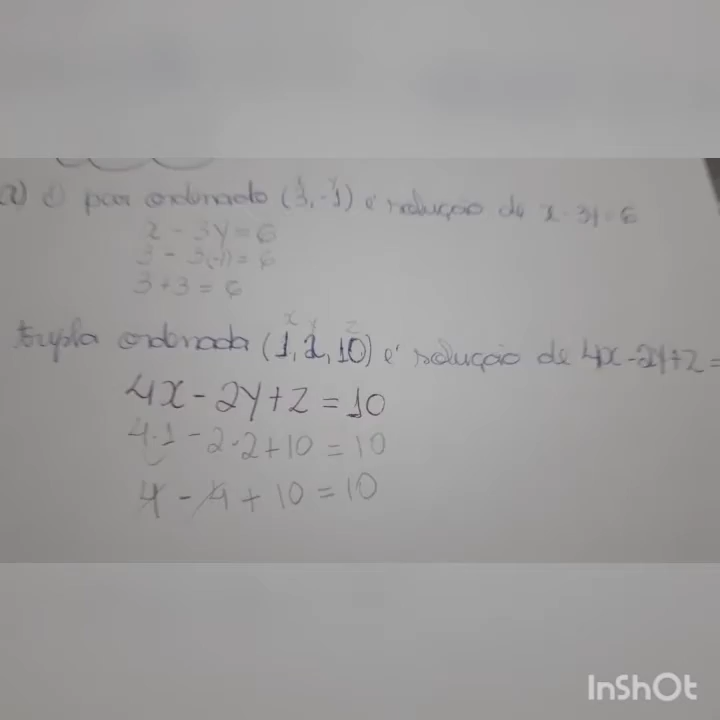 a) O par ordenado (3, -1) é solução de x - 3y = 6
x y
x - 3y = 6
3 - 3(-1) = 6
3 + 3 = 6
x y z
tripla ordenada (1, 2, 10) é solução de 4x - 2y + z =
4x - 2y + z = 10
4·1 - 2·2 + 10 = 10
4 - 4 + 10 = 10
InShOt